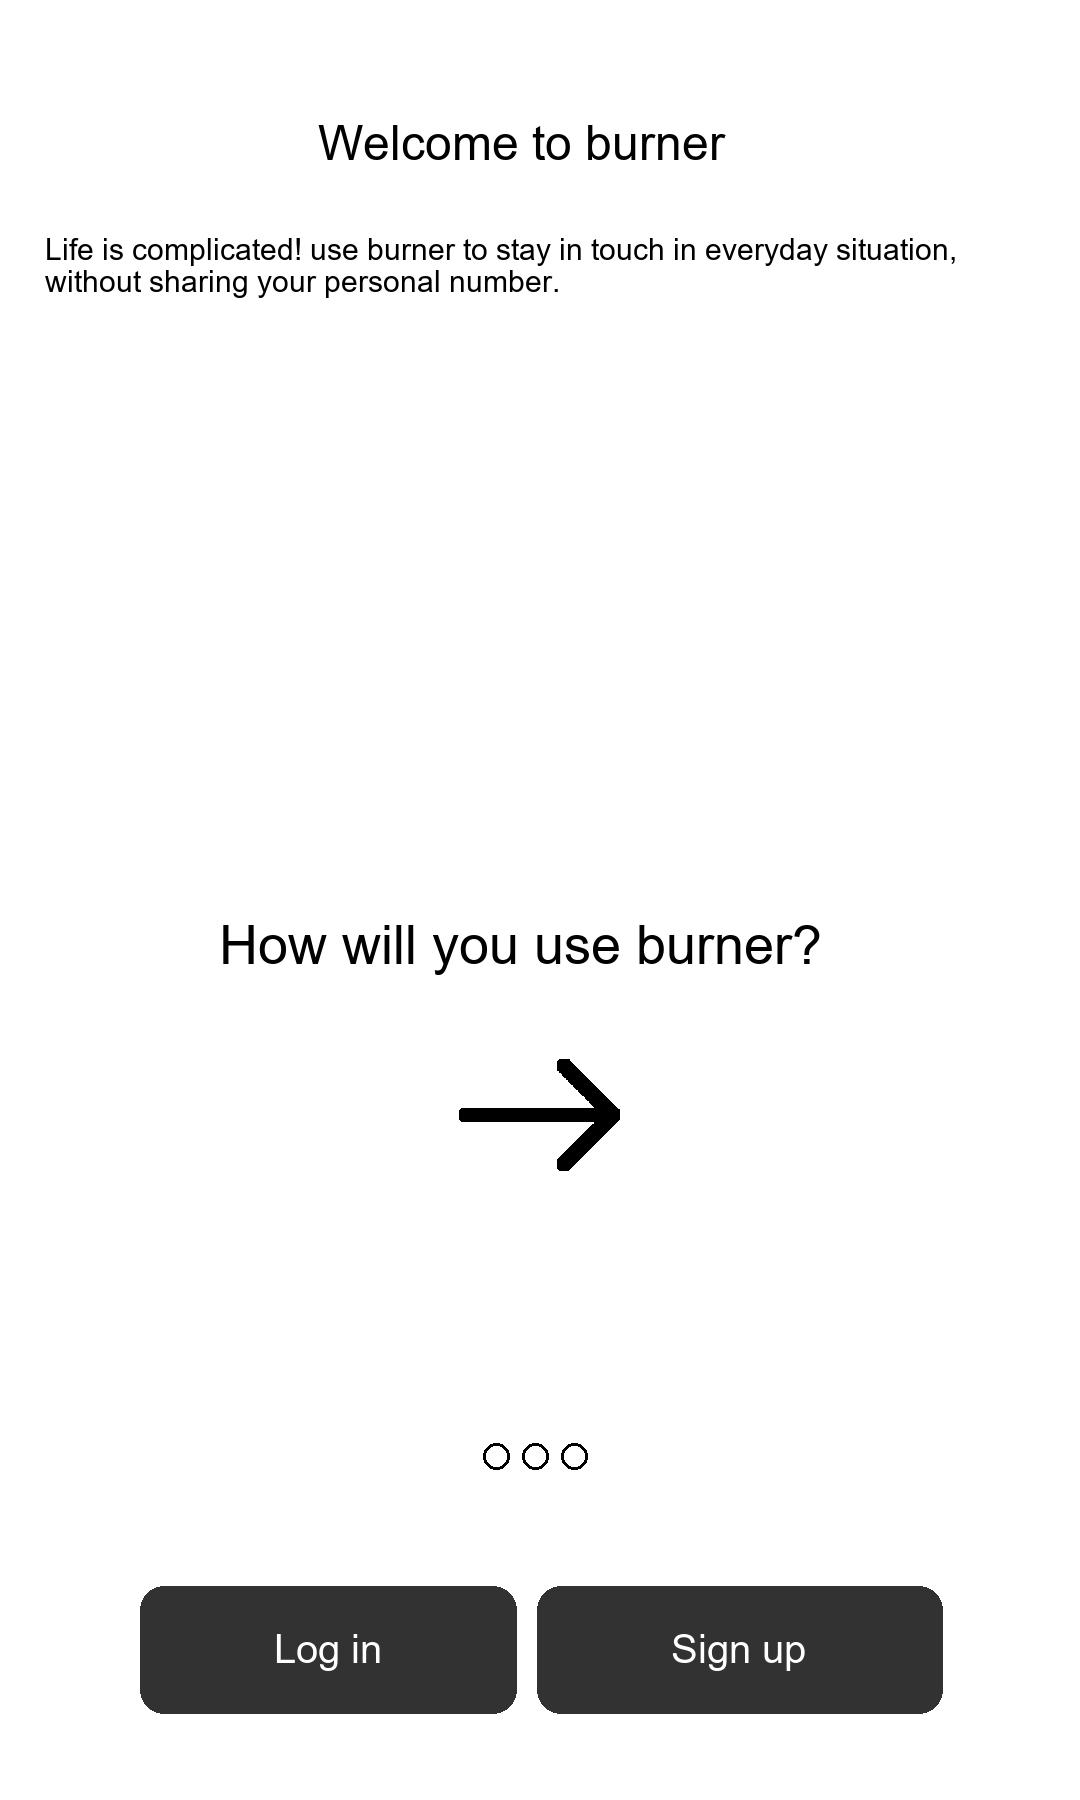 Welcome to burner
Life is complicated! use burner to stay in touch in everyday situation,
without sharing your personal number.
How will you use burner?
Log in
Sign up